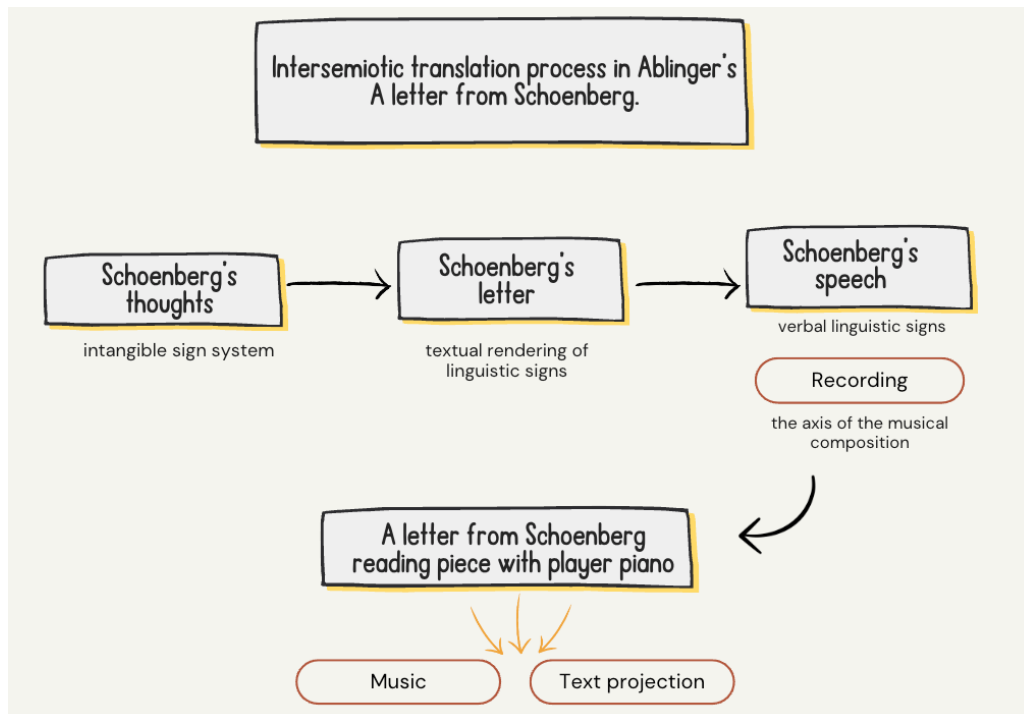 Intersemiotic translation process in Ablinger's
A letter from Schoenberg.
Schoenberg's
thoughts
intangible sign system
Schoenberg's
letter
textual rendering of
linguistic signs
Schoenberg's
speech
verbal linguistic signs
Recording
the axis of the musical
composition
A letter from Schoenberg
reading piece with player piano
Music
Text projection